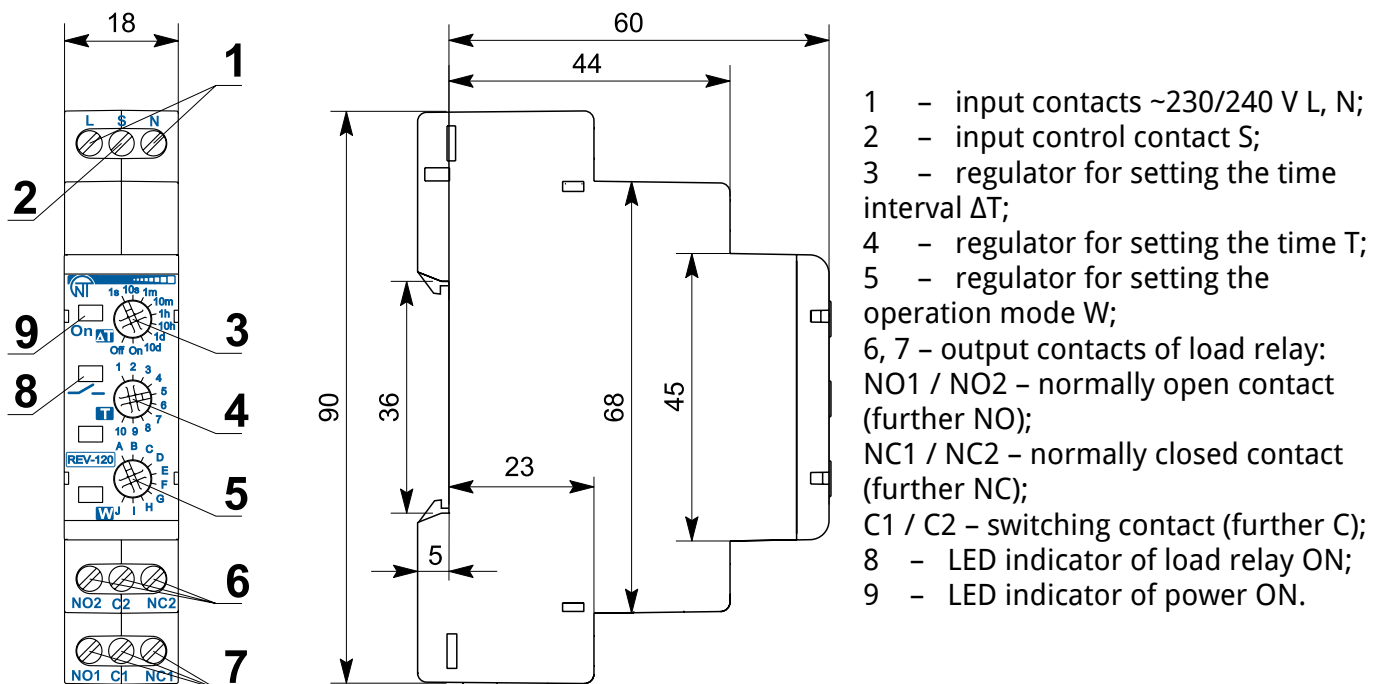 18
1
L S N
2
NT
1s 10s 1m 10m 1h 10h 1d 10d On Off
On ΔT
9
3
8
1 2 3 4 5 6 7 8 9 10
T
4
REV-120
A B C D E F G H I J
W
5
6
NO2 C2 NC2
7
NO1 C1 NC1
60
44
90
36
68
45
23
5
1 – input contacts ~230/240 V L, N;
2 – input control contact S;
3 – regulator for setting the time
interval ΔT;
4 – regulator for setting the time T;
5 – regulator for setting the
operation mode W;
6, 7 – output contacts of load relay:
NO1 / NO2 – normally open contact
(further NO);
NC1 / NC2 – normally closed contact
(further NC);
C1 / C2 – switching contact (further C);
8 – LED indicator of load relay ON;
9 – LED indicator of power ON.